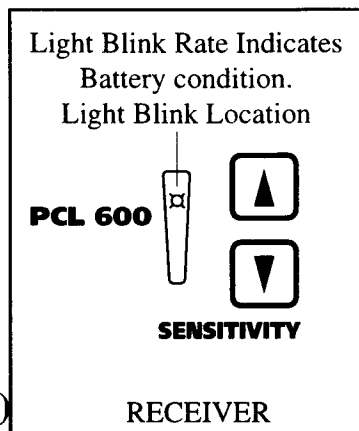 Light Blink Rate Indicates
Battery condition.
Light Blink Location
PCL 600
SENSITIVITY
RECEIVER